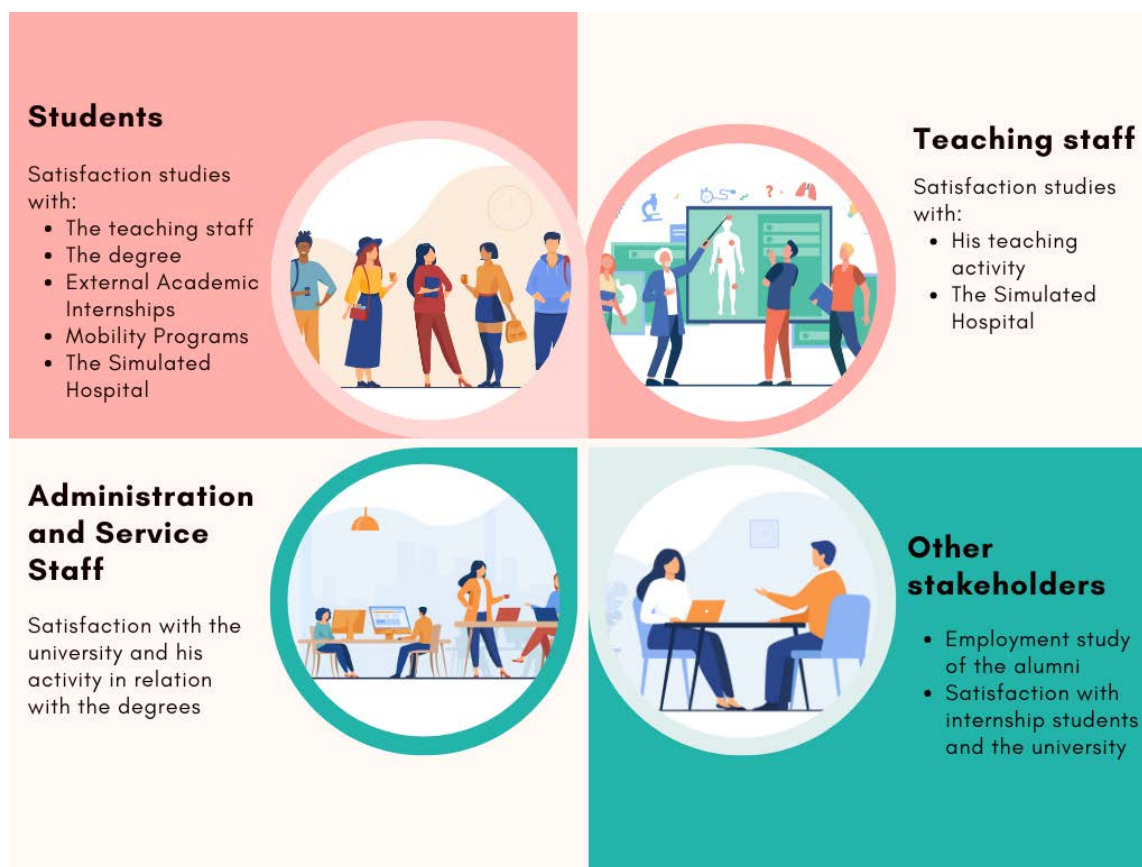 Students
Satisfaction studies
with:
• The teaching staff
• The degree
• External Academic
Internships
• Mobility Programs
• The Simulated
Hospital
Teaching staff
Satisfaction studies
with:
• His teaching
activity
• The Simulated
Hospital
Administration
and Service
Staff
Satisfaction with the
university and his
activity in relation
with the degrees
Other
stakeholders
• Employment study
of the alumni
• Satisfaction with
internship students
and the university